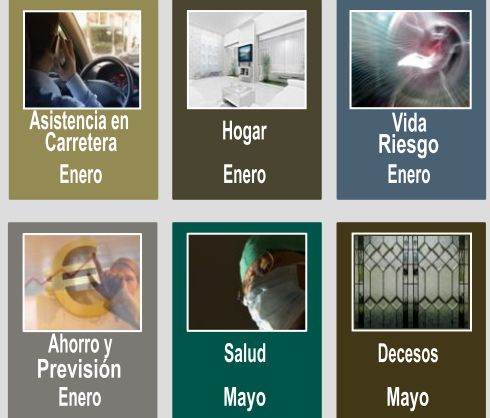 Asistencia en
Carretera
Enero
Hogar
Enero
Vida
Riesgo
Enero
Ahorro y
Previsión
Enero
Salud
Mayo
Decesos
Mayo